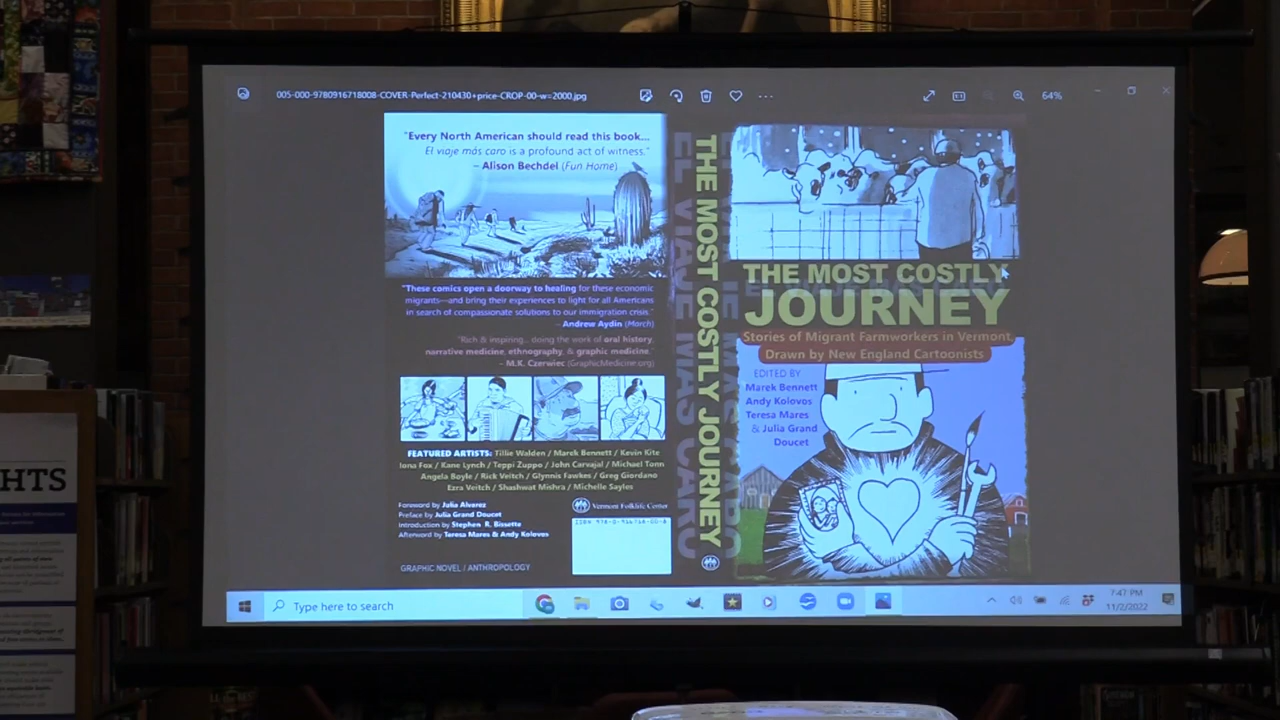 005-000-9780916718008-COVER-Perfect-210430+price-CROP-00-w=2000.jpg
64%
"Every North American should read this book...
El viaje más caro is a profound act of witness."
– Alison Bechdel (Fun Home)
"These comics open a doorway to healing for these economic
migrants—and bring their experiences to light for all Americans
in search of compassionate solutions to our immigration crisis."
– Andrew Aydin (March)
"Rich & inspiring... doing the work of oral history,
narrative medicine, ethnography, & graphic medicine."
– M.K. Czerwiec (GraphicMedicine.org)
FEATURED ARTISTS: Tillie Walden / Marek Bennett / Kevin Kite
Iona Fox / Kane Lynch / Teppi Zuppo / John Carvajal / Michael Tonn
Angela Boyle / Rick Veitch / Glynnis Fawkes / Greg Giordano
Ezra Veitch / Shashwat Mishra / Michelle Sayles
Foreword by Julia Alvarez
Preface by Julia Grand Doucet
Introduction by Stephen R. Bissette
Afterword by Teresa Mares & Andy Kolovos
Vermont Folklife Center
GRAPHIC NOVEL / ANTHROPOLOGY
THE MOST COSTLY JOURNEY
EL VIAJE MÁS CARO
THE MOST COSTLY
JOURNEY
Stories of Migrant Farmworkers in Vermont,
Drawn by New England Cartoonists
EDITED BY
Marek Bennett
Andy Kolovos
Teresa Mares
& Julia Grand
Doucet
Type here to search
7:47 PM
11/2/2022
HTS